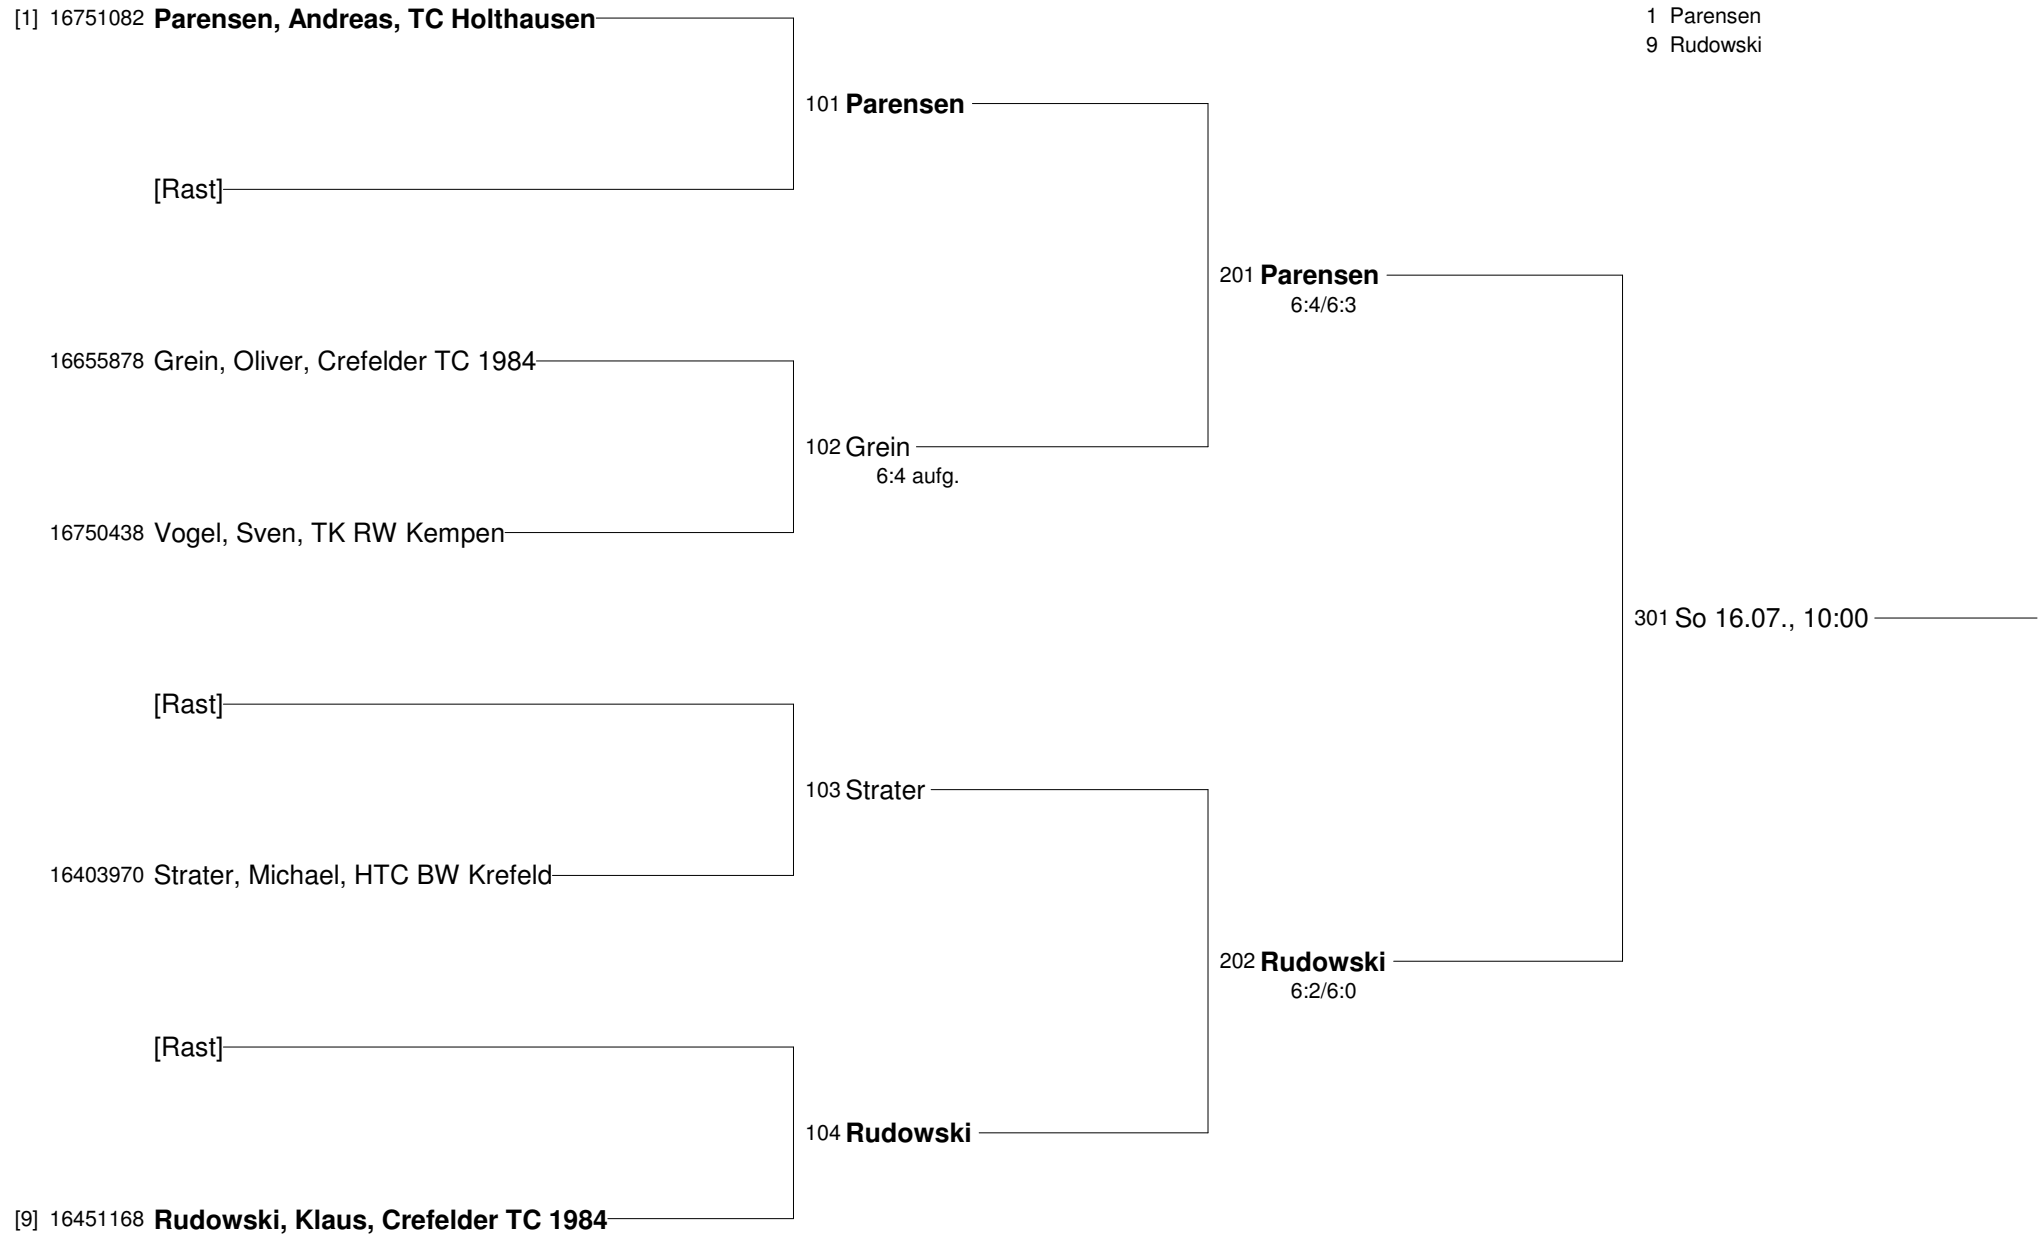 [1] 16751082 Parensen, Andreas, TC Holthausen
1 Parensen
9 Rudowski
101 Parensen
[Rast]
201 Parensen
6:4/6:3
16655878 Grein, Oliver, Crefelder TC 1984
102 Grein
6:4 aufg.
16750438 Vogel, Sven, TK RW Kempen
301 So 16.07., 10:00
[Rast]
103 Strater
16403970 Strater, Michael, HTC BW Krefeld
202 Rudowski
6:2/6:0
[Rast]
104 Rudowski
[9] 16451168 Rudowski, Klaus, Crefelder TC 1984